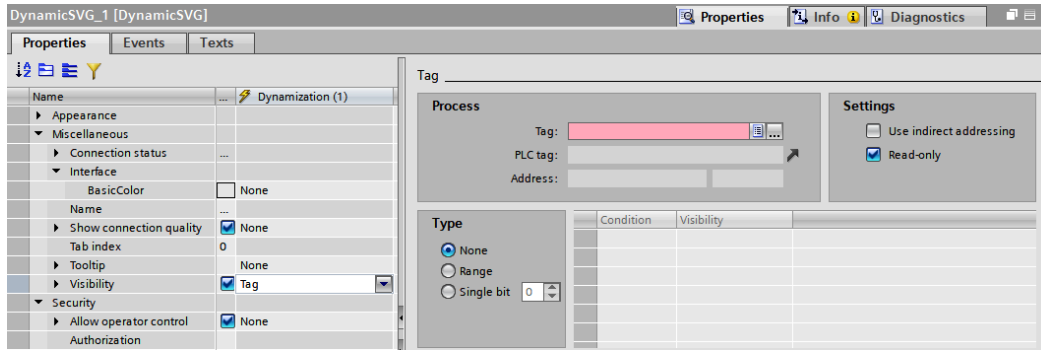 DynamicSVG_1 [DynamicSVG]
Properties
Info
Diagnostics
Properties
Events
Texts
Name
...
Dynamization (1)
Appearance
Miscellaneous
Connection status
...
Interface
BasicColor
None
Name
...
Show connection quality
None
Tab index
0
Tooltip
None
Visibility
Tag
Security
Allow operator control
None
Authorization
Tag
Process
Tag:
...
PLC tag:
Address:
Settings
Use indirect addressing
Read-only
Type
None
Range
Single bit
0
Condition
Visibility